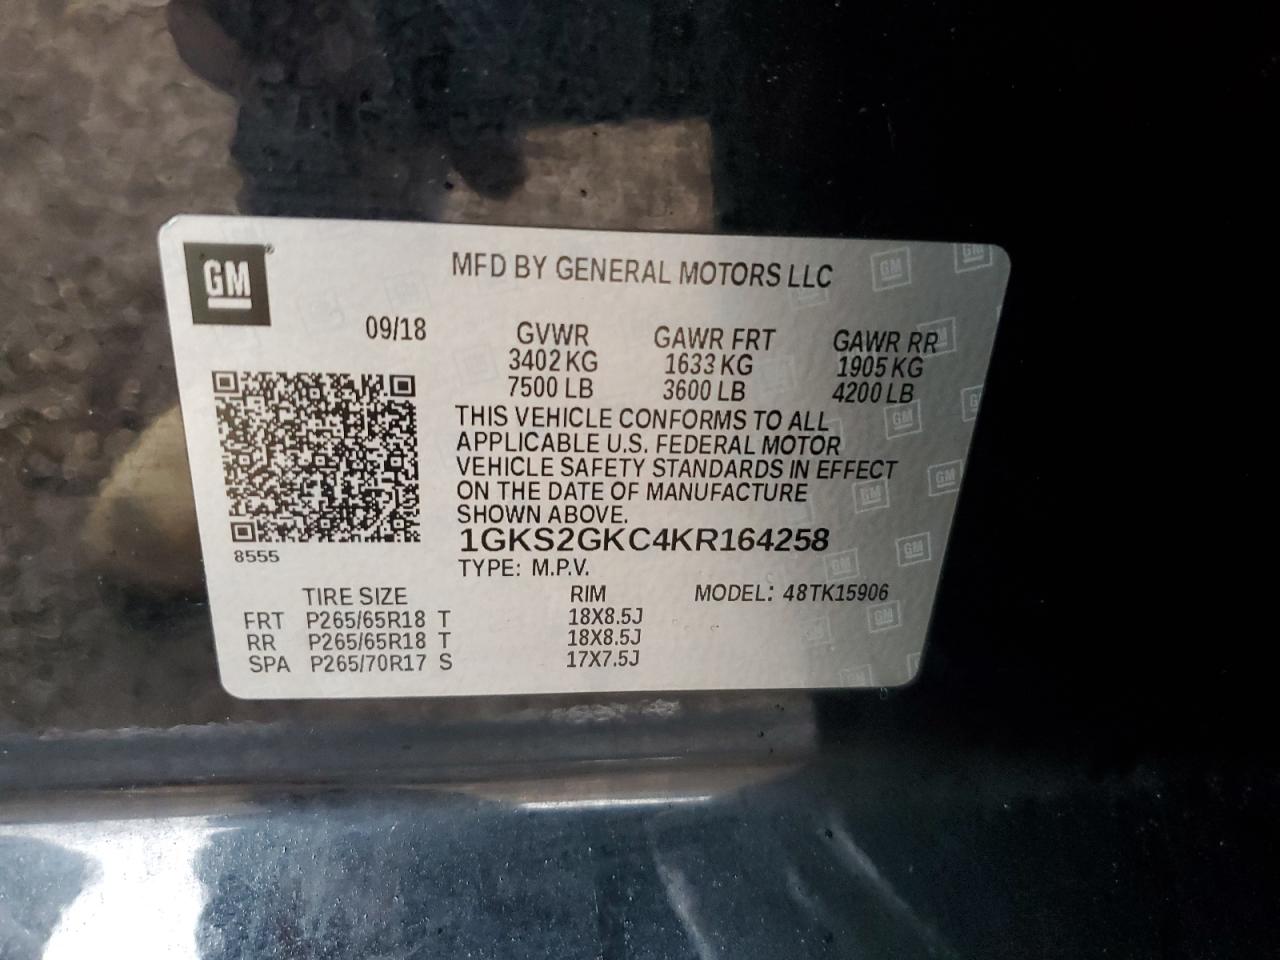 GM
MFD BY GENERAL MOTORS LLC
09/18
GVWR GAWR FRT GAWR RR
3402 KG 1633 KG 1905 KG
7500 LB 3600 LB 4200 LB
THIS VEHICLE CONFORMS TO ALL
APPLICABLE U.S. FEDERAL MOTOR
VEHICLE SAFETY STANDARDS IN EFFECT
ON THE DATE OF MANUFACTURE
SHOWN ABOVE.
8555
1GKS2GKC4KR164258
TYPE: M.P.V.
TIRE SIZE RIM MODEL: 48TK15906
FRT P265/65R18 T 18X8.5J
RR P265/65R18 T 18X8.5J
SPA P265/70R17 S 17X7.5J